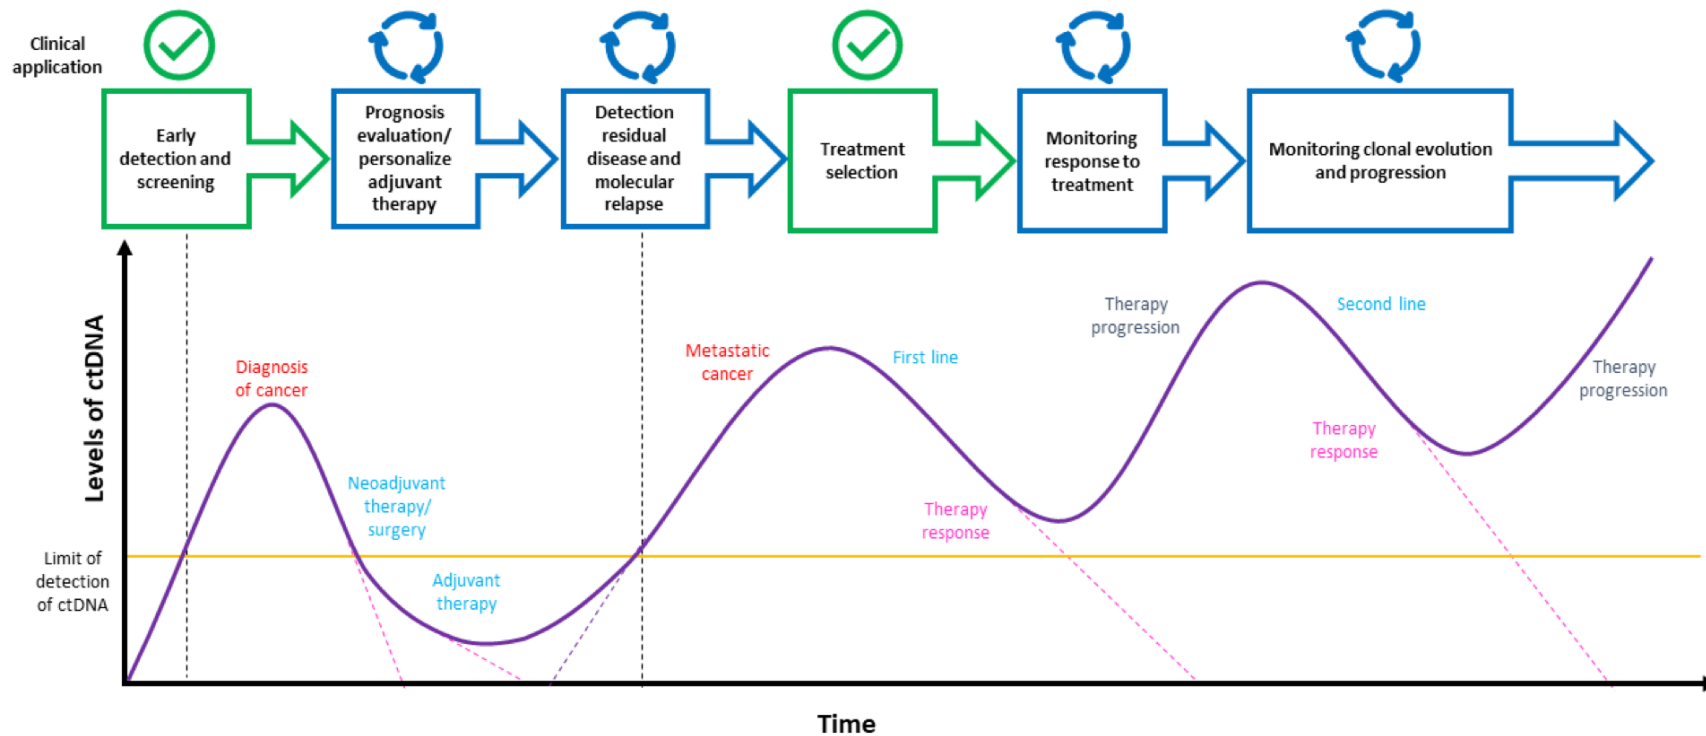 Clinical
application
Early
detection and
screening
Prognosis
evaluation/
personalize
adjuvant
therapy
Detection
residual
disease and
molecular
relapse
Treatment
selection
Monitoring
response to
treatment
Monitoring clonal evolution
and progression
Levels of ctDNA
Limit of
detection
of ctDNA
Diagnosis
of cancer
Neoadjuvant
therapy/
surgery
Adjuvant
therapy
Metastatic
cancer
First line
Therapy
response
Therapy
progression
Second line
Therapy
response
Therapy
progression
Time